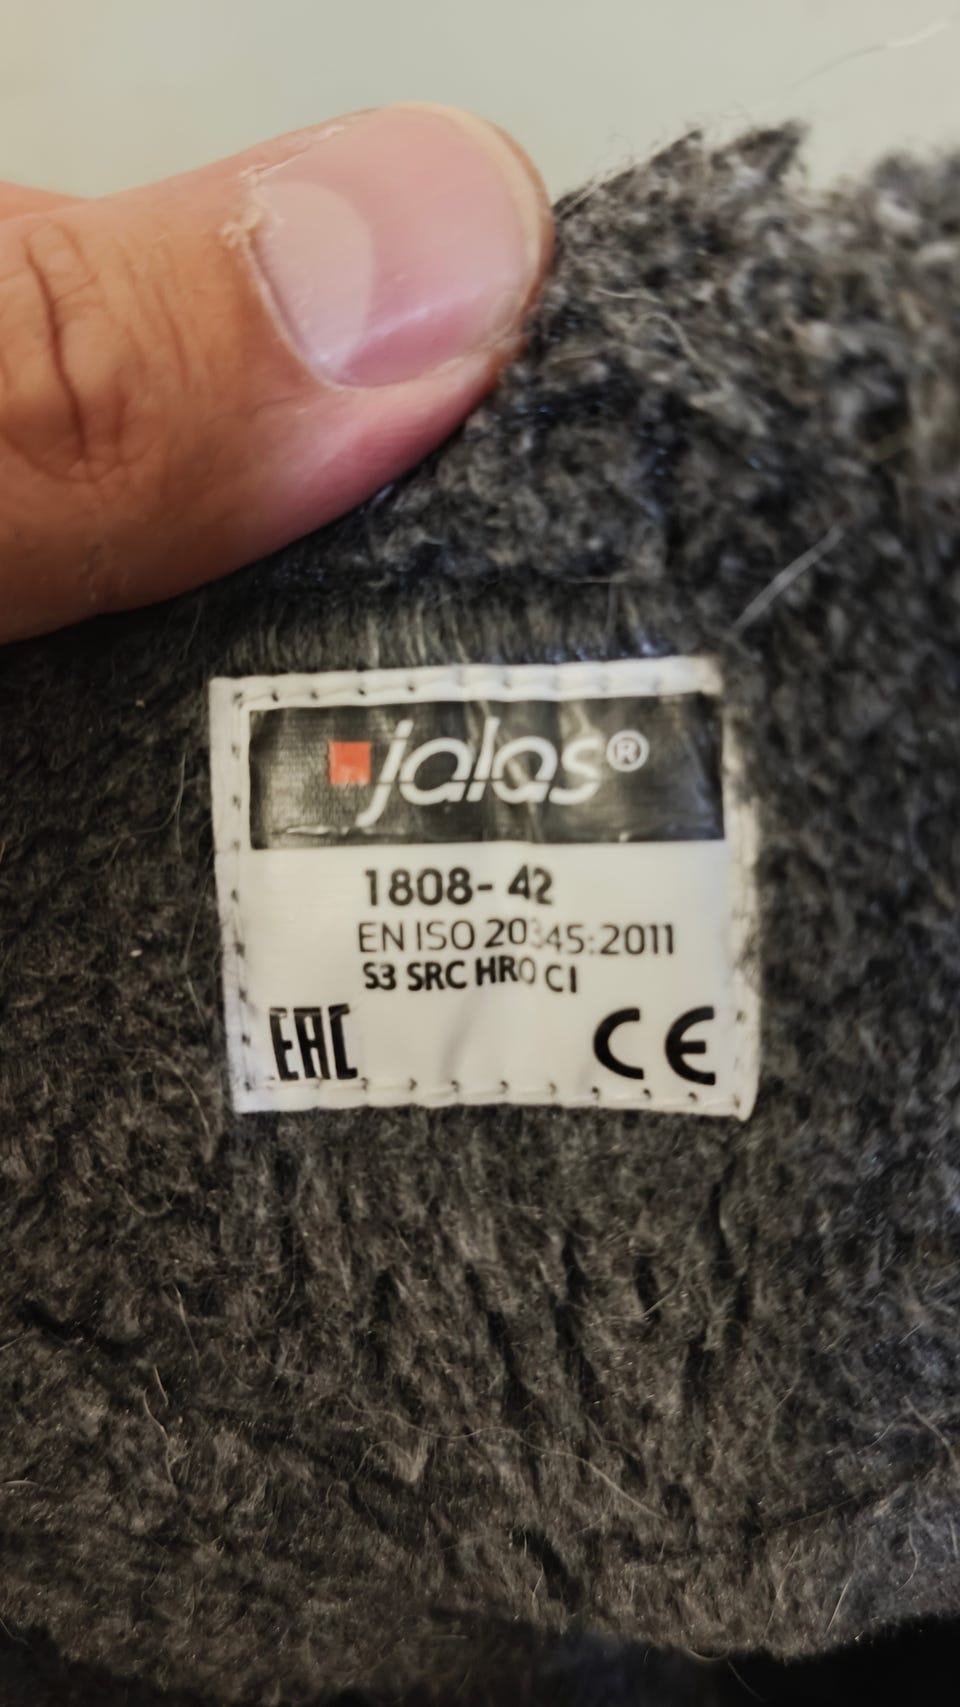 jalas®
1808-42
EN ISO 20345:2011
S3 SRC HRO CI
EAC CE